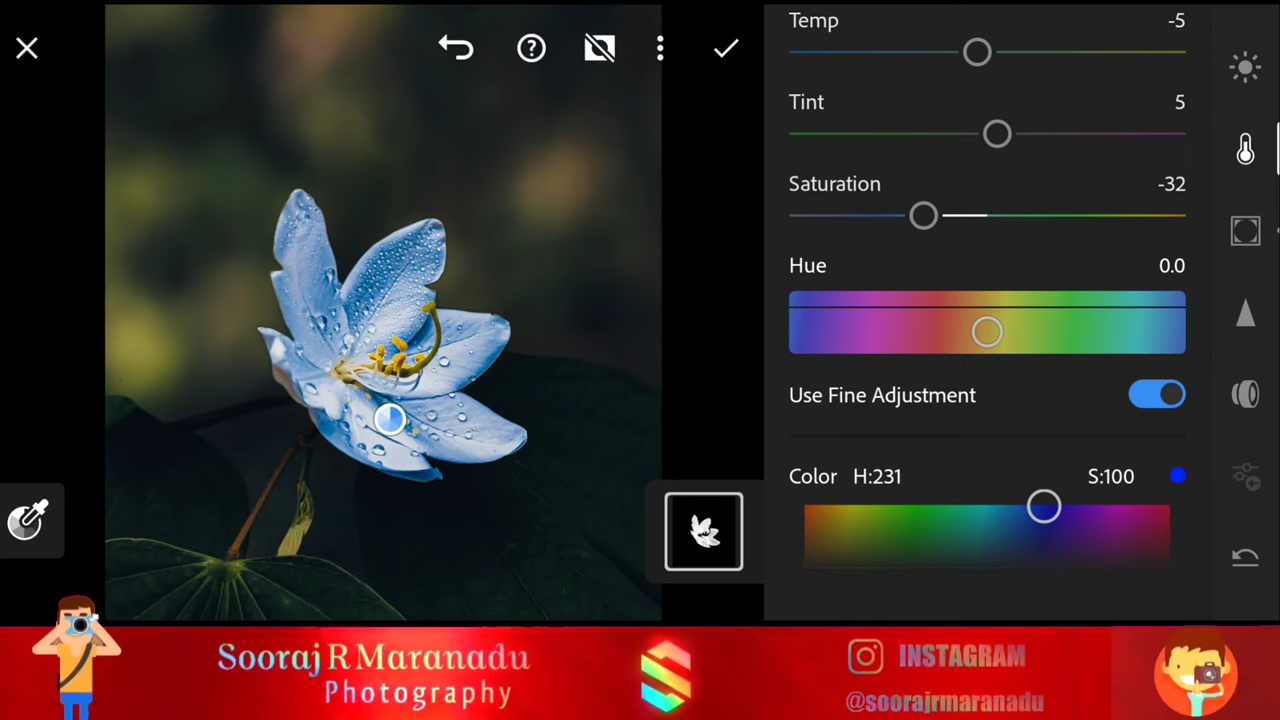 Temp -5
Tint 5
Saturation -32
Hue 0.0
Use Fine Adjustment
Color H:231 S:100
Sooraj R Maranadu
Photography
INSTAGRAM
@soorajrmaranadu